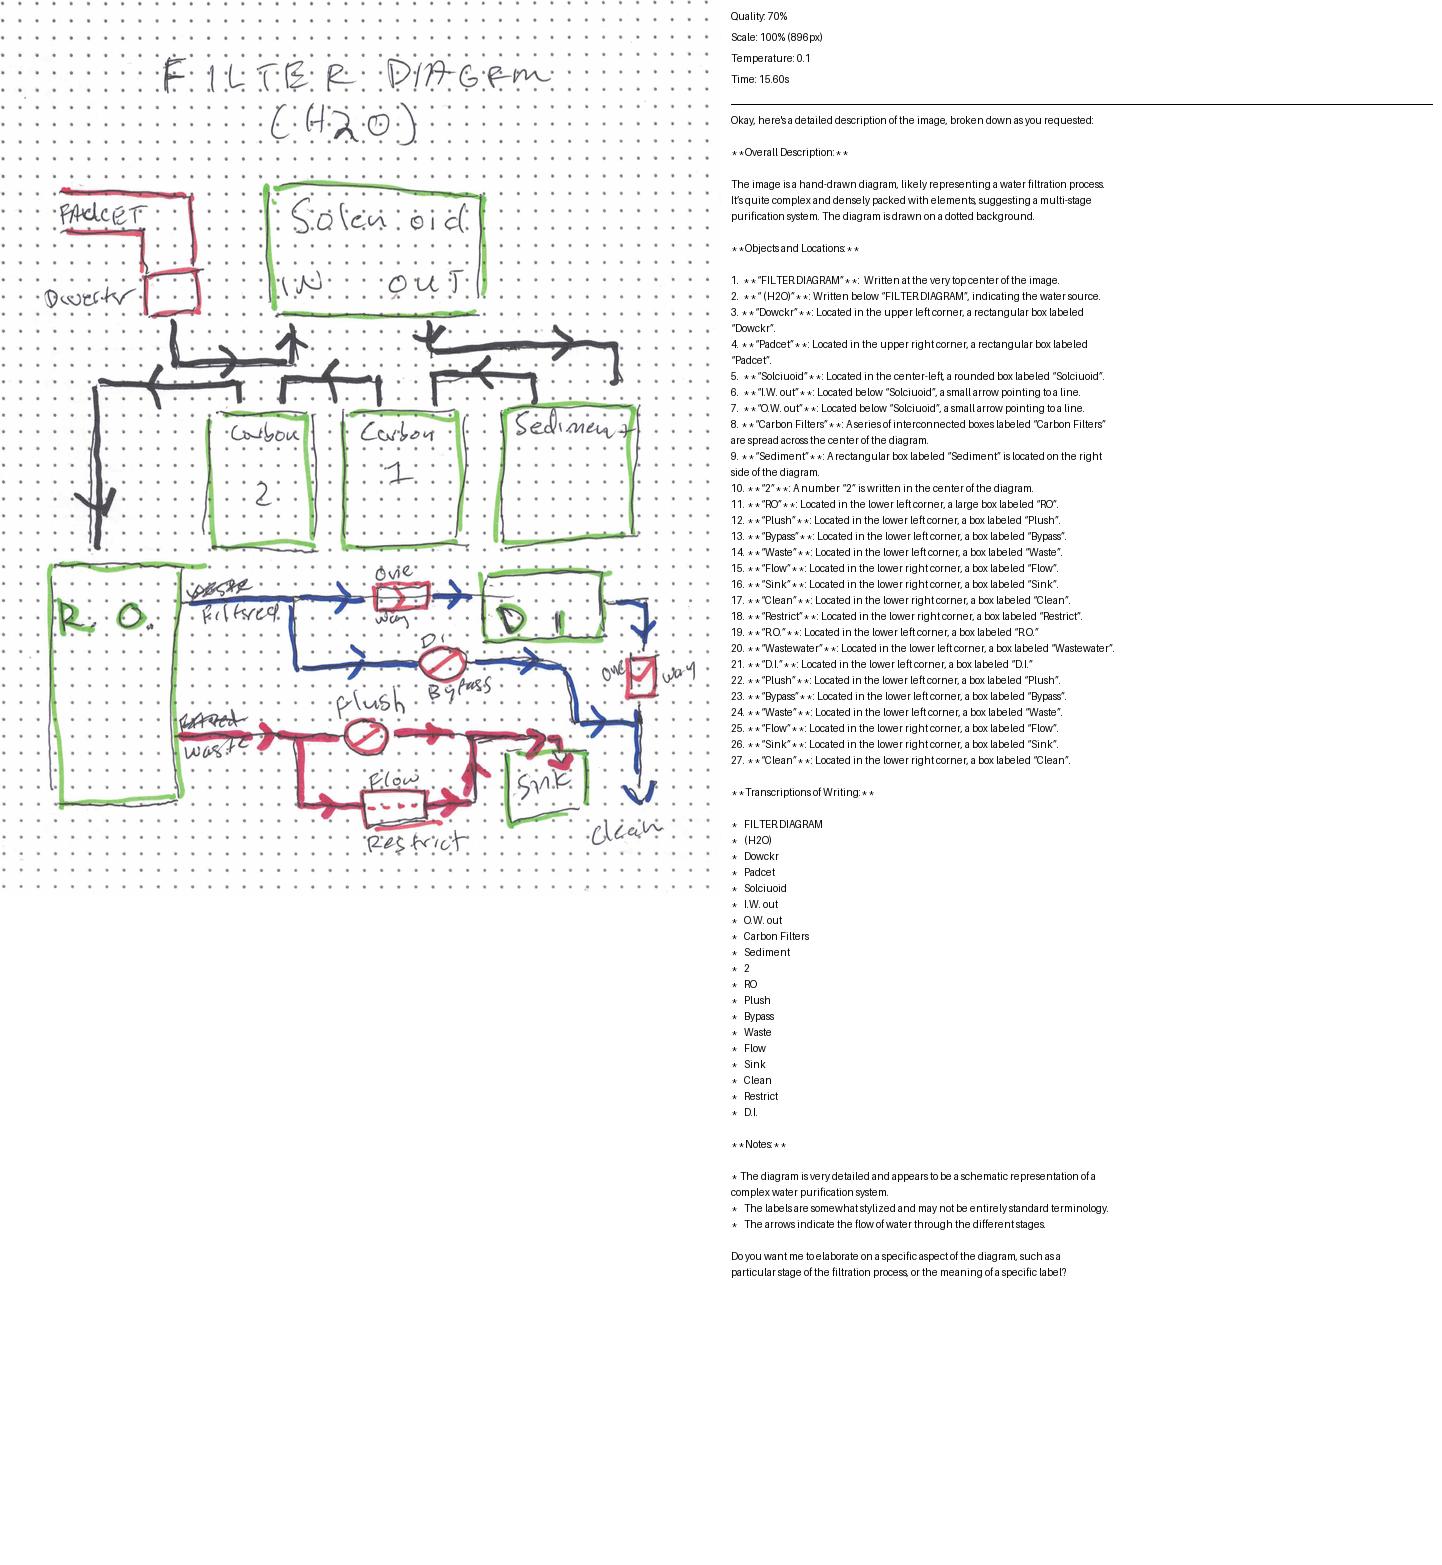 FILTER DIAGRM
(H2O)
FAUCET
Solenoid
IN OUT
Diverter
Carbon
2
Carbon
1
Sediment
R. O.
waste
Filtered
one
way
D I
DI
Bypass
one way
Flush
waste
Flow
Restrict
Sink
Clean
Quality: 70%
Scale: 100% (896px)
Temperature: 0.1
Time: 15.60s
Okay, here's a detailed description of the image, broken down as you requested:
**Overall Description:**
The image is a hand-drawn diagram, likely representing a water filtration process.
It's quite complex and densely packed with elements, suggesting a multi-stage
purification system. The diagram is drawn on a dotted background.
**Objects and Locations:**
1. **"FILTER.DIAGRAM"**: Written at the very top center of the image.
2. **" (H2O)"**: Written below "FILTER.DIAGRAM", indicating the water source.
3. **"Dowckr"**: Located in the upper left corner, a rectangular box labeled
"Dowckr".
4. **"Padcet"**: Located in the upper right corner, a rectangular box labeled
"Padcet".
5. **"Solciuoid"**: Located in the center-left, a rounded box labeled "Solciuoid".
6. **"I.W. out"**: Located below "Solciuoid", a small arrow pointing to a line.
7. **"O.W. out"**: Located below "Solciuoid", a small arrow pointing to a line.
8. **"Carbon Filters"**: A series of interconnected boxes labeled "Carbon Filters"
are spread across the center of the diagram.
9. **"Sediment"**: A rectangular box labeled "Sediment" is located on the right
side of the diagram.
10. **"2"**: A number "2" is written in the center of the diagram.
11. **"RO"**: Located in the lower left corner, a large box labeled "RO".
12. **"Plush"**: Located in the lower left corner, a box labeled "Plush".
13. **"Bypass"**: Located in the lower left corner, a box labeled "Bypass".
14. **"Waste"**: Located in the lower left corner, a box labeled "Waste".
15. **"Flow"**: Located in the lower right corner, a box labeled "Flow".
16. **"Sink"**: Located in the lower right corner, a box labeled "Sink".
17. **"Clean"**: Located in the lower right corner, a box labeled "Clean".
18. **"Restrict"**: Located in the lower right corner, a box labeled "Restrict".
19. **"R.O."**: Located in the lower left corner, a box labeled "R.O."
20. **"Wastewater"**: Located in the lower left corner, a box labeled "Wastewater".
21. **"D.I."**: Located in the lower left corner, a box labeled "D.I."
22. **"Plush"**: Located in the lower left corner, a box labeled "Plush".
23. **"Bypass"**: Located in the lower left corner, a box labeled "Bypass".
24. **"Waste"**: Located in the lower left corner, a box labeled "Waste".
25. **"Flow"**: Located in the lower right corner, a box labeled "Flow".
26. **"Sink"**: Located in the lower right corner, a box labeled "Sink".
27. **"Clean"**: Located in the lower right corner, a box labeled "Clean".
**Transcriptions of Writing:**
* FILTER.DIAGRAM
* (H2O)
* Dowckr
* Padcet
* Solciuoid
* I.W. out
* O.W. out
* Carbon Filters
* Sediment
* 2
* RO
* Plush
* Bypass
* Waste
* Flow
* Sink
* Clean
* Restrict
* D.I.
**Notes:**
* The diagram is very detailed and appears to be a schematic representation of a
complex water purification system.
* The labels are somewhat stylized and may not be entirely standard terminology.
* The arrows indicate the flow of water through the different stages.
Do you want me to elaborate on a specific aspect of the diagram, such as a
particular stage of the filtration process, or the meaning of a specific label?